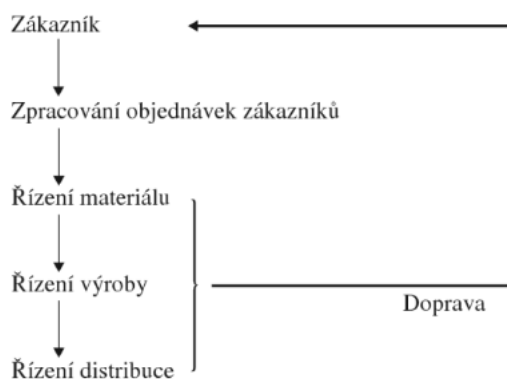 Zákazník
Zpracování objednávek zákazníků
Řízení materiálu
Řízení výroby
Doprava
Řízení distribuce